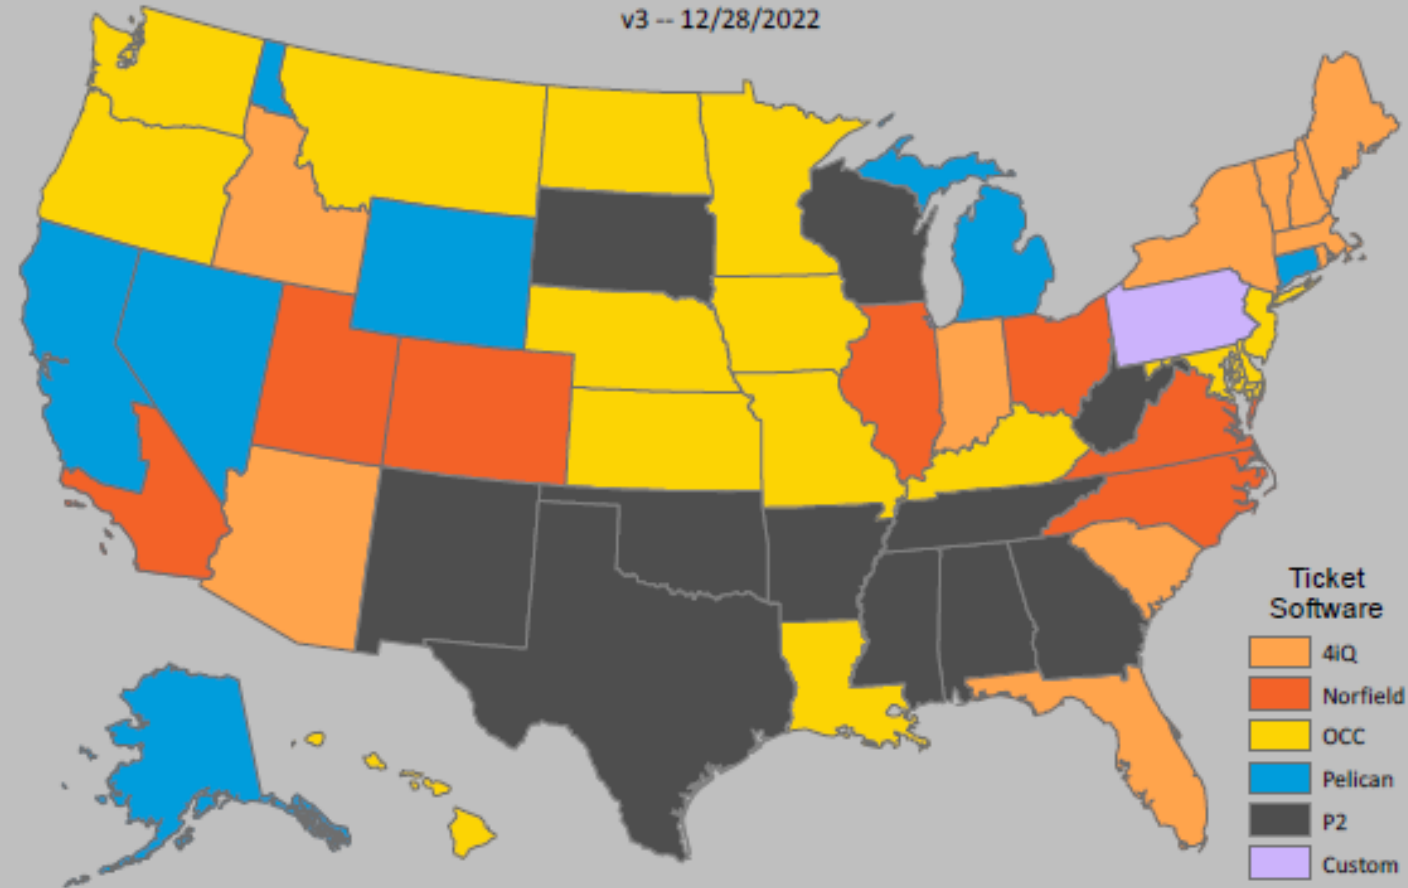 v3 -- 12/28/2022
Ticket
Software
4iQ
Norfield
OCC
Pelican
P2
Custom